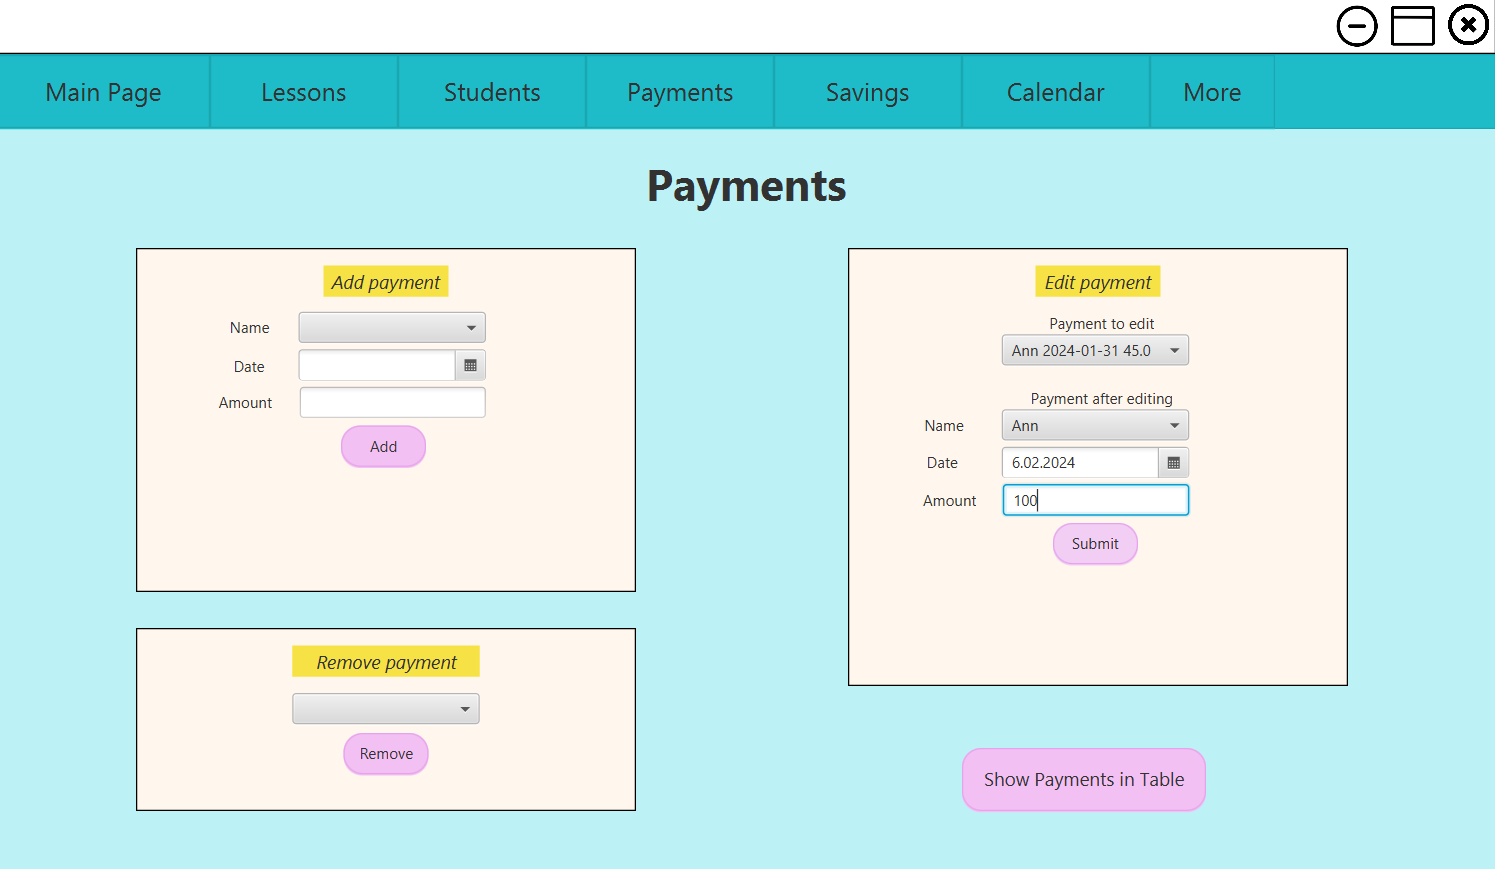 Main Page Lessons Students Payments Savings Calendar More
Payments
Add payment
Name
Date
Amount
Add
Remove payment
Remove
Edit payment
Payment to edit
Ann 2024-01-31 45.0
Payment after editing
Name Ann
Date 6.02.2024
Amount 100
Submit
Show Payments in Table